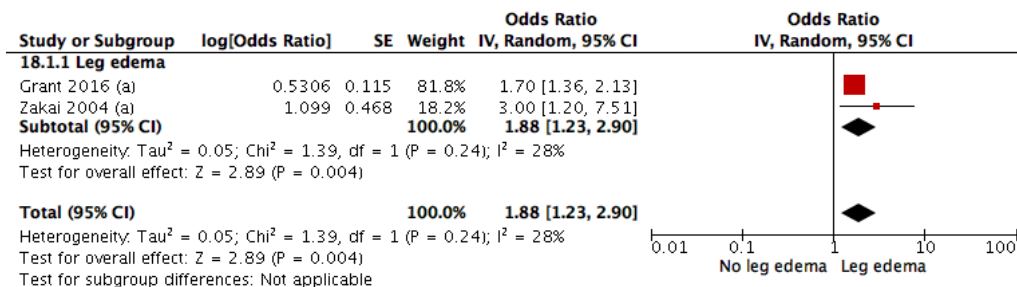 Odds Ratio Odds Ratio
Study or Subgroup log[Odds Ratio] SE Weight IV, Random, 95% CI IV, Random, 95% CI
18.1.1 Leg edema
Grant 2016 (a) 0.5306 0.115 81.8% 1.70 [1.36, 2.13]
Zakai 2004 (a) 1.099 0.468 18.2% 3.00 [1.20, 7.51]
Subtotal (95% CI) 100.0% 1.88 [1.23, 2.90]
Heterogeneity: Tau² = 0.05; Chi² = 1.39, df = 1 (P = 0.24); I² = 28%
Test for overall effect: Z = 2.89 (P = 0.004)
Total (95% CI) 100.0% 1.88 [1.23, 2.90]
Heterogeneity: Tau² = 0.05; Chi² = 1.39, df = 1 (P = 0.24); I² = 28%
Test for overall effect: Z = 2.89 (P = 0.004)
Test for subgroup differences: Not applicable
0.01 0.1 1 10 100
No leg edema Leg edema